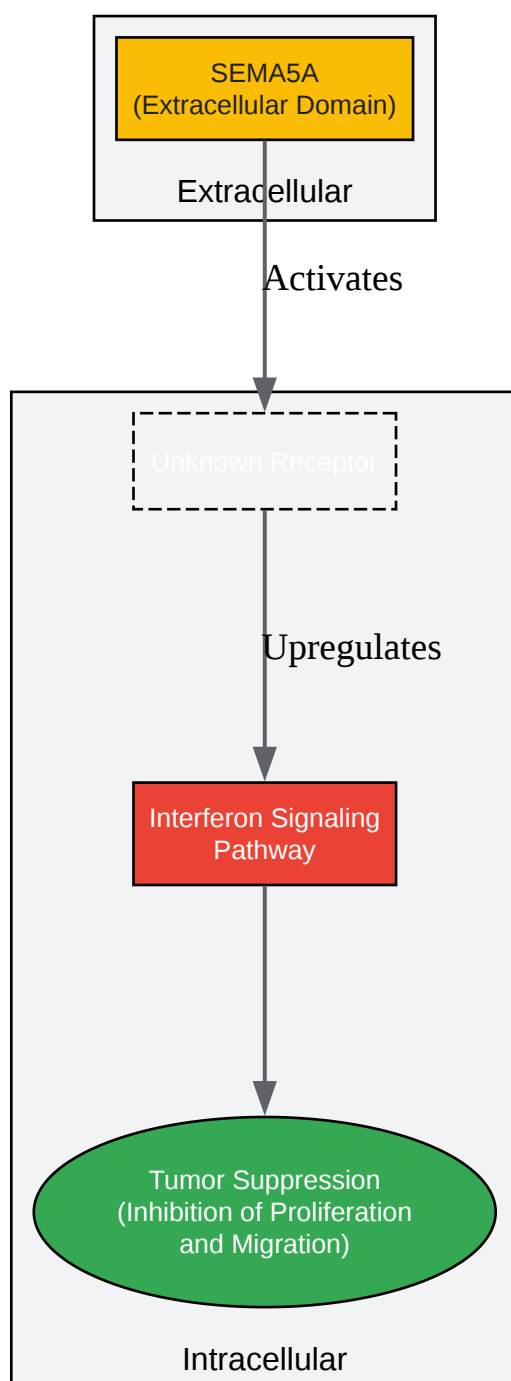 SEMA5A
(Extracellular Domain)
Extracellular
Activates
Unknown Receptor
Upregulates
Interferon Signaling
Pathway
Tumor Suppression
(Inhibition of Proliferation
and Migration)
Intracellular